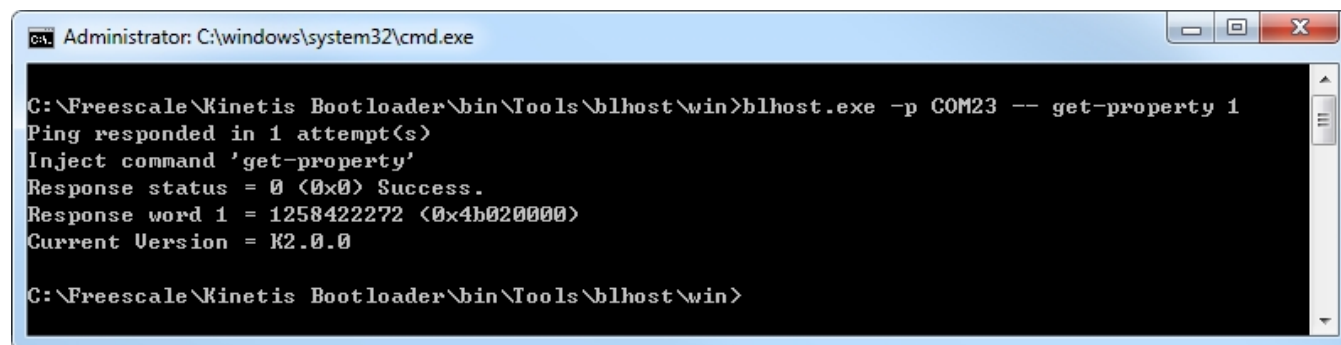 Administrator: C:\windows\system32\cmd.exe
C:\Freescale\Kinetis Bootloader\bin\Tools\blhost\win>blhost.exe -p COM23 -- get-property 1
Ping responded in 1 attempt(s)
Inject command 'get-property'
Response status = 0 (0x0) Success.
Response word 1 = 1258422272 (0x4b020000)
Current Version = K2.0.0
C:\Freescale\Kinetis Bootloader\bin\Tools\blhost\win>